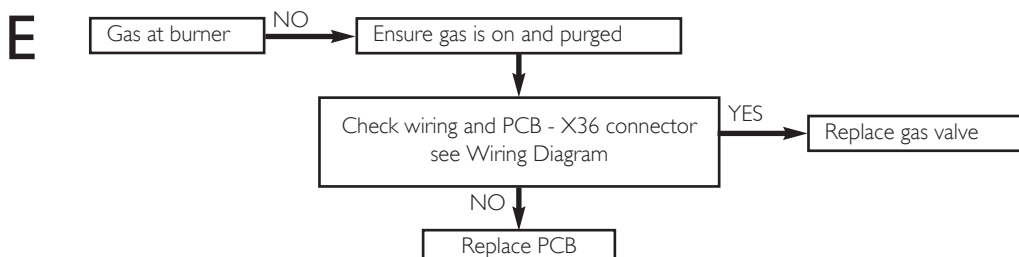 E
Gas at burner
NO
Ensure gas is on and purged
Check wiring and PCB - X36 connector
see Wiring Diagram
YES
Replace gas valve
NO
Replace PCB